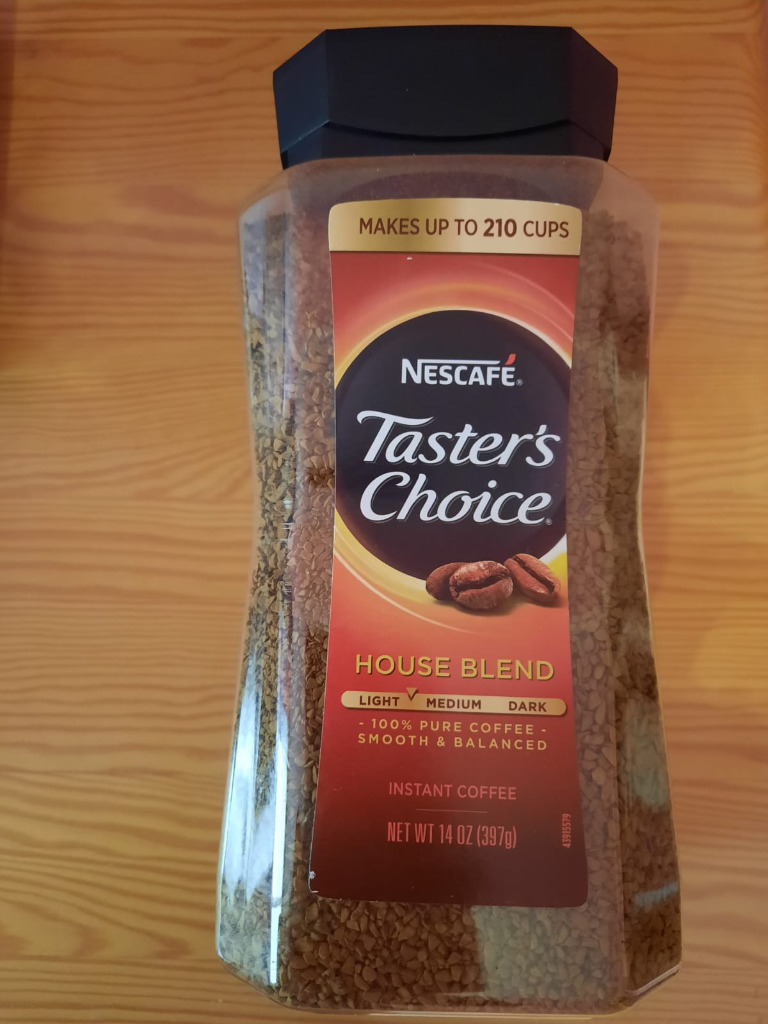 MAKES UP TO 210 CUPS
NESCAFÉ®
Taster's
Choice®
HOUSE BLEND
LIGHT MEDIUM DARK
- 100% PURE COFFEE -
SMOOTH & BALANCED
INSTANT COFFEE
NET WT 14 OZ (397g)
43915579